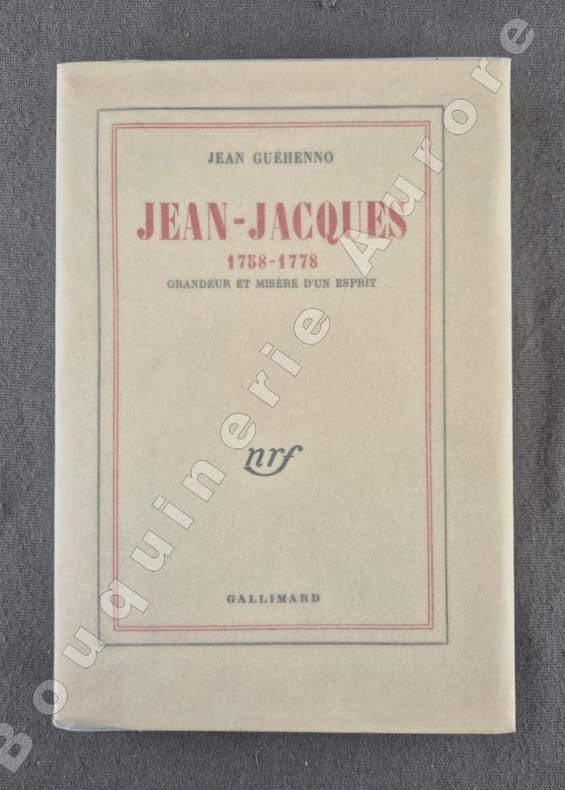 JEAN GUÉHENNO
JEAN-JACQUES
1758-1778
GRANDEUR ET MISÈRE D'UN ESPRIT
nrf
GALLIMARD
Bouquinerie Aurore